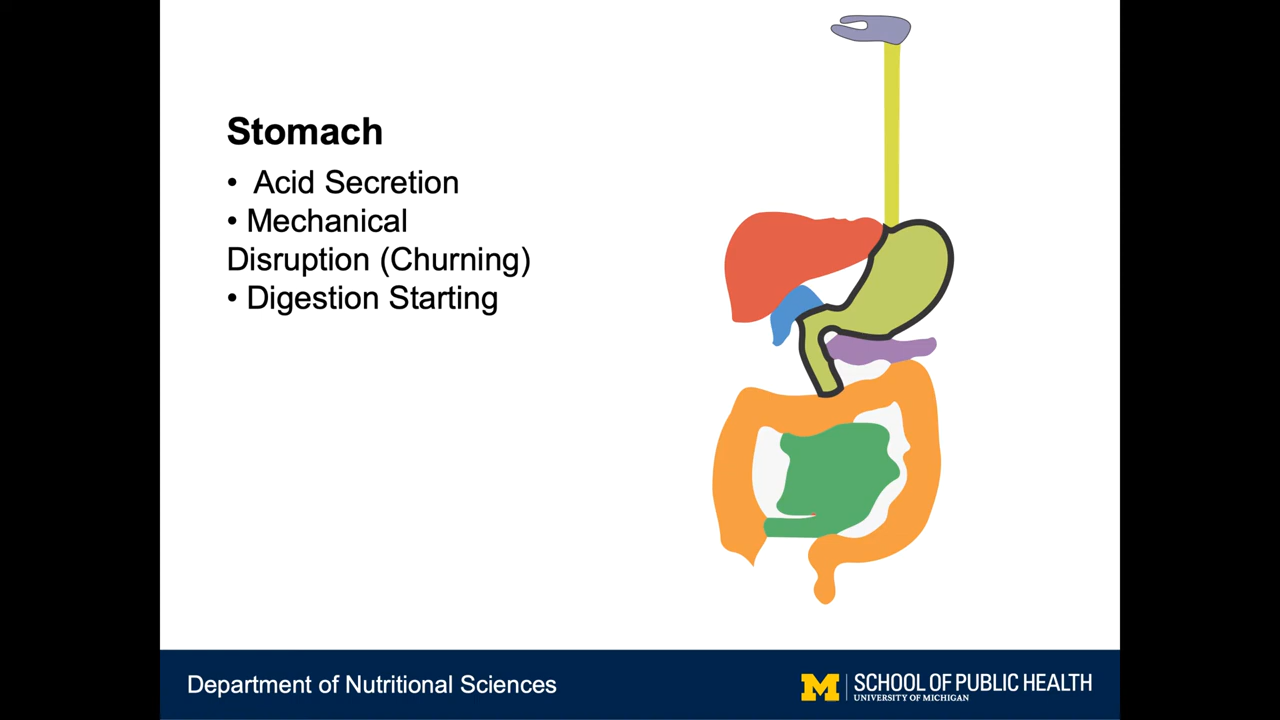 Stomach
• Acid Secretion
• Mechanical
Disruption (Churning)
• Digestion Starting
Department of Nutritional Sciences
M
SCHOOL OF PUBLIC HEALTH
UNIVERSITY OF MICHIGAN